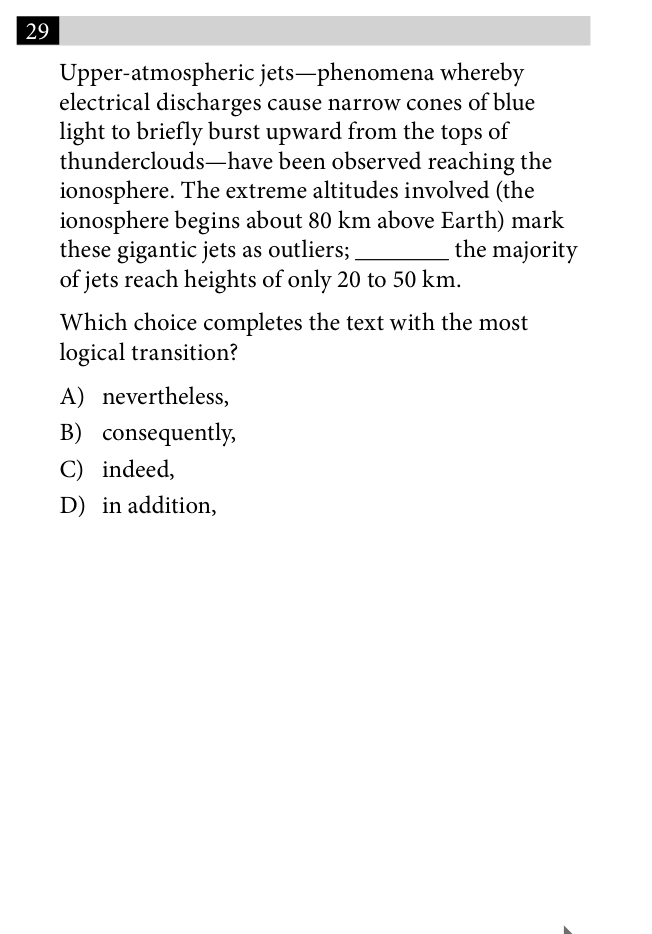 29
Upper-atmospheric jets—phenomena whereby
electrical discharges cause narrow cones of blue
light to briefly burst upward from the tops of
thunderclouds—have been observed reaching the
ionosphere. The extreme altitudes involved (the
ionosphere begins about 80 km above Earth) mark
these gigantic jets as outliers; ________ the majority
of jets reach heights of only 20 to 50 km.
Which choice completes the text with the most
logical transition?
A) nevertheless,
B) consequently,
C) indeed,
D) in addition,